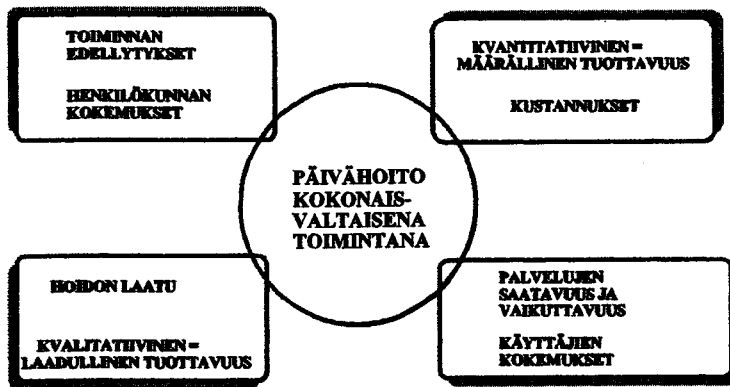 TOIMINNAN
EDELLYTYKSET
HENKILÖKUNNAN
KOKEMUKSET
KVANTITATIIVINEN =
MÄÄRÄLLINEN TUOTTAVUUS
KUSTANNUKSET
PÄIVÄHOITO
KOKONAIS-
VALTAISENA
TOIMINTANA
HOIDON LAATU
KVALITATIIVINEN =
LAADULLINEN TUOTTAVUUS
PALVELUJEN
SAATAVUUS JA
VAIKUTTAVUUS
KÄYTTÄJIEN
KOKEMUKSET